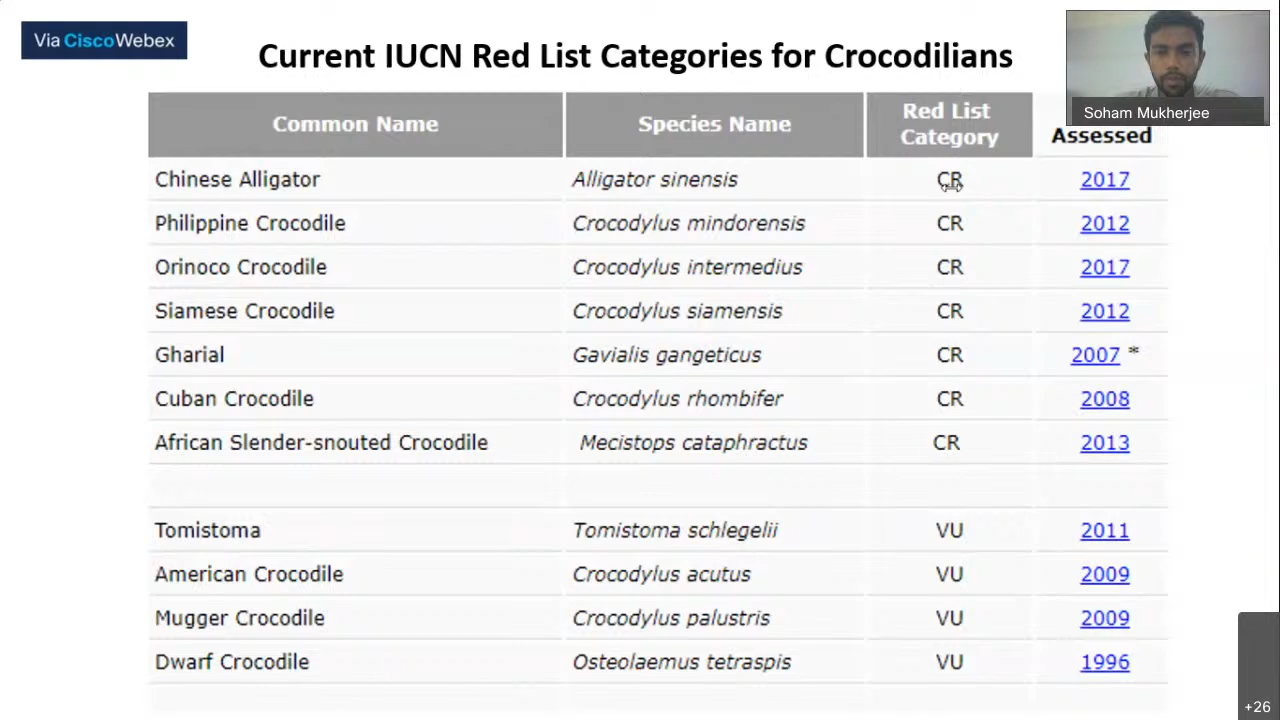 Via CiscoWebex
Current IUCN Red List Categories for Crocodilians
Soham Mukherjee
Common Name Species Name Red List Category Assessed
Chinese Alligator Alligator sinensis CR 2017
Philippine Crocodile Crocodylus mindorensis CR 2012
Orinoco Crocodile Crocodylus intermedius CR 2017
Siamese Crocodile Crocodylus siamensis CR 2012
Gharial Gavialis gangeticus CR 2007 *
Cuban Crocodile Crocodylus rhombifer CR 2008
African Slender-snouted Crocodile Mecistops cataphractus CR 2013
Tomistoma Tomistoma schlegelii VU 2011
American Crocodile Crocodylus acutus VU 2009
Mugger Crocodile Crocodylus palustris VU 2009
Dwarf Crocodile Osteolaemus tetraspis VU 1996
+26